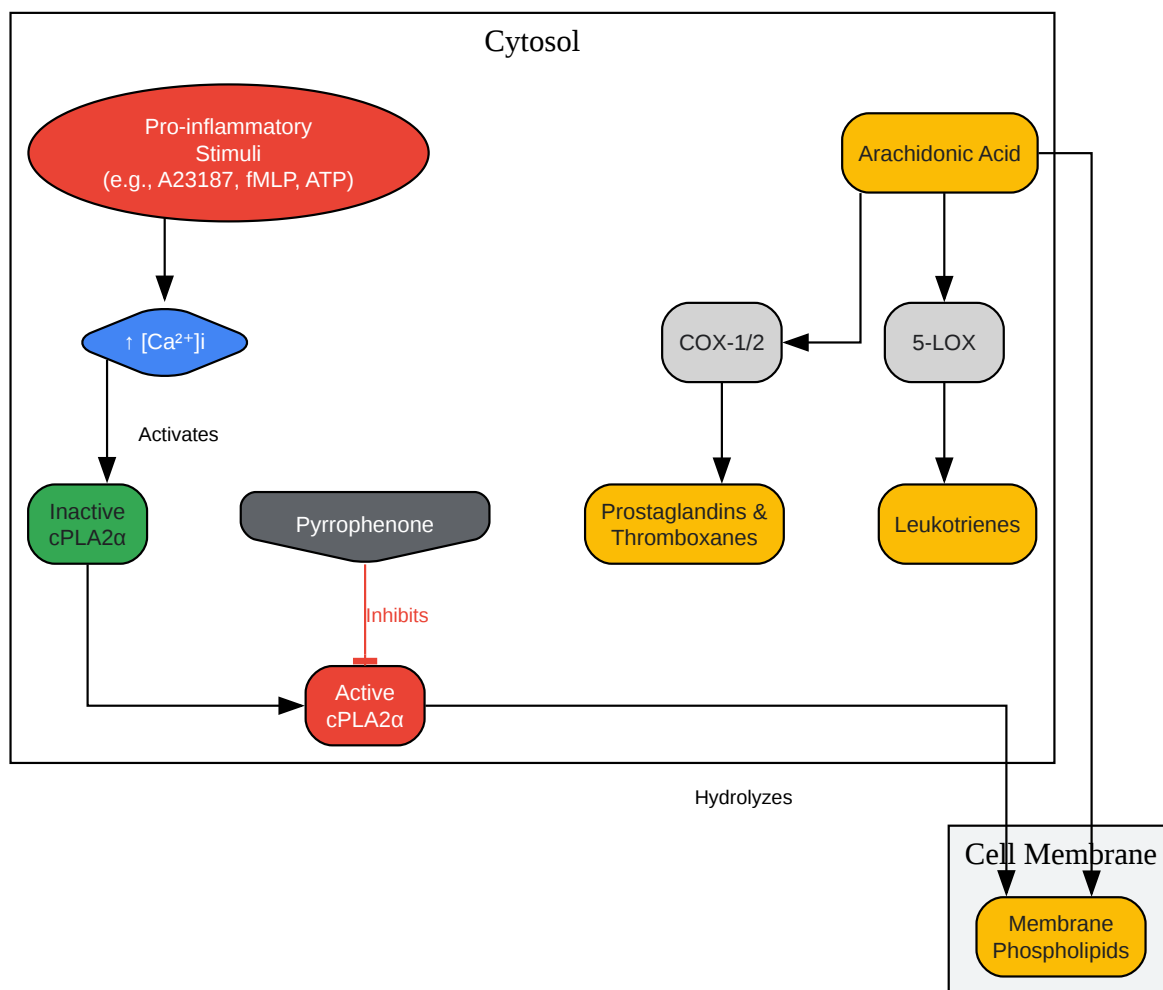 Cytosol
Pro-inflammatory
Stimuli
(e.g., A23187, fMLP, ATP)
Arachidonic Acid
↑ [Ca²⁺]i
COX-1/2
5-LOX
Activates
Inactive
cPLA2α
Pyrrophenone
Prostaglandins &
Thromboxanes
Leukotrienes
Inhibits
Active
cPLA2α
Hydrolyzes
Cell Membrane
Membrane
Phospholipids